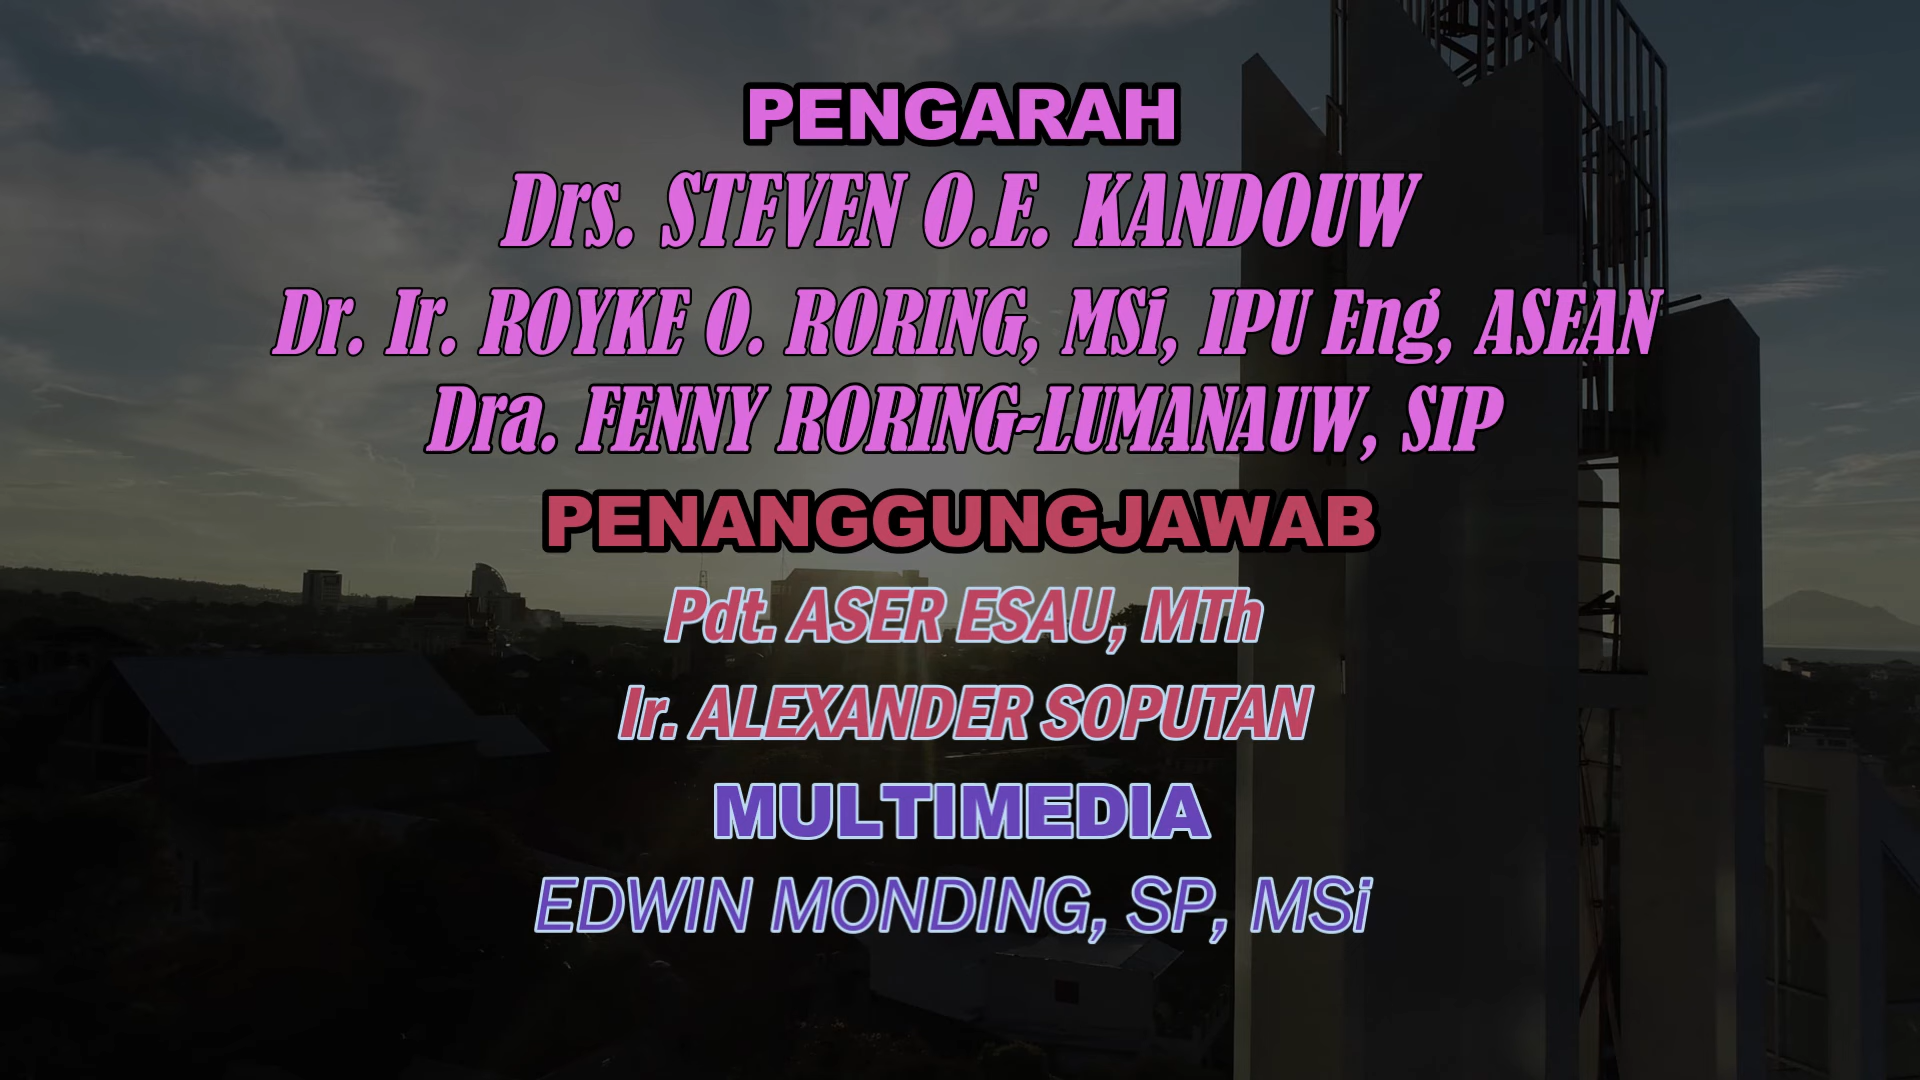 PENGARAH
Drs. STEVEN O.E. KANDOUW
Dr. Ir. ROYKE O. RORING, MSi, IPU Eng, ASEAN
Dra. FENNY RORING-LUMANAUW, SIP
PENANGGUNGJAWAB
Pdt. ASER ESAU, MTh
Ir. ALEXANDER SOPUTAN
MULTIMEDIA
EDWIN MONDING, SP, MSi